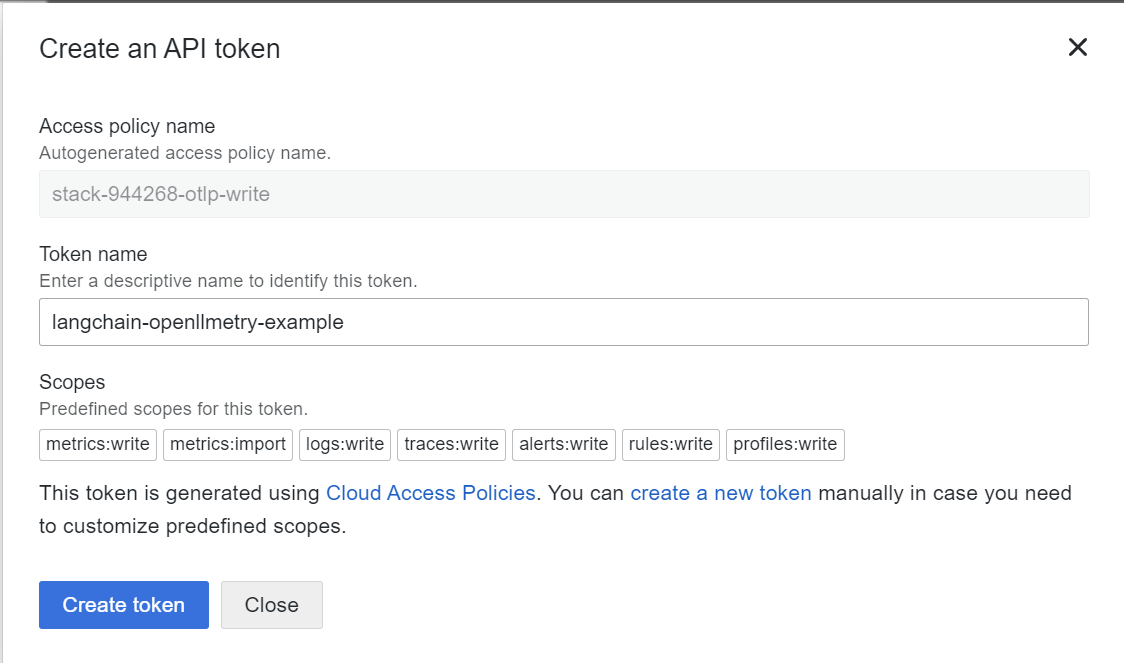 Create an API token
Access policy name
Autogenerated access policy name.
stack-944268-otlp-write
Token name
Enter a descriptive name to identify this token.
langchain-openllmetry-example
Scopes
Predefined scopes for this token.
metrics:write metrics:import logs:write traces:write alerts:write rules:write profiles:write
This token is generated using Cloud Access Policies. You can create a new token manually in case you need
to customize predefined scopes.
Create token Close